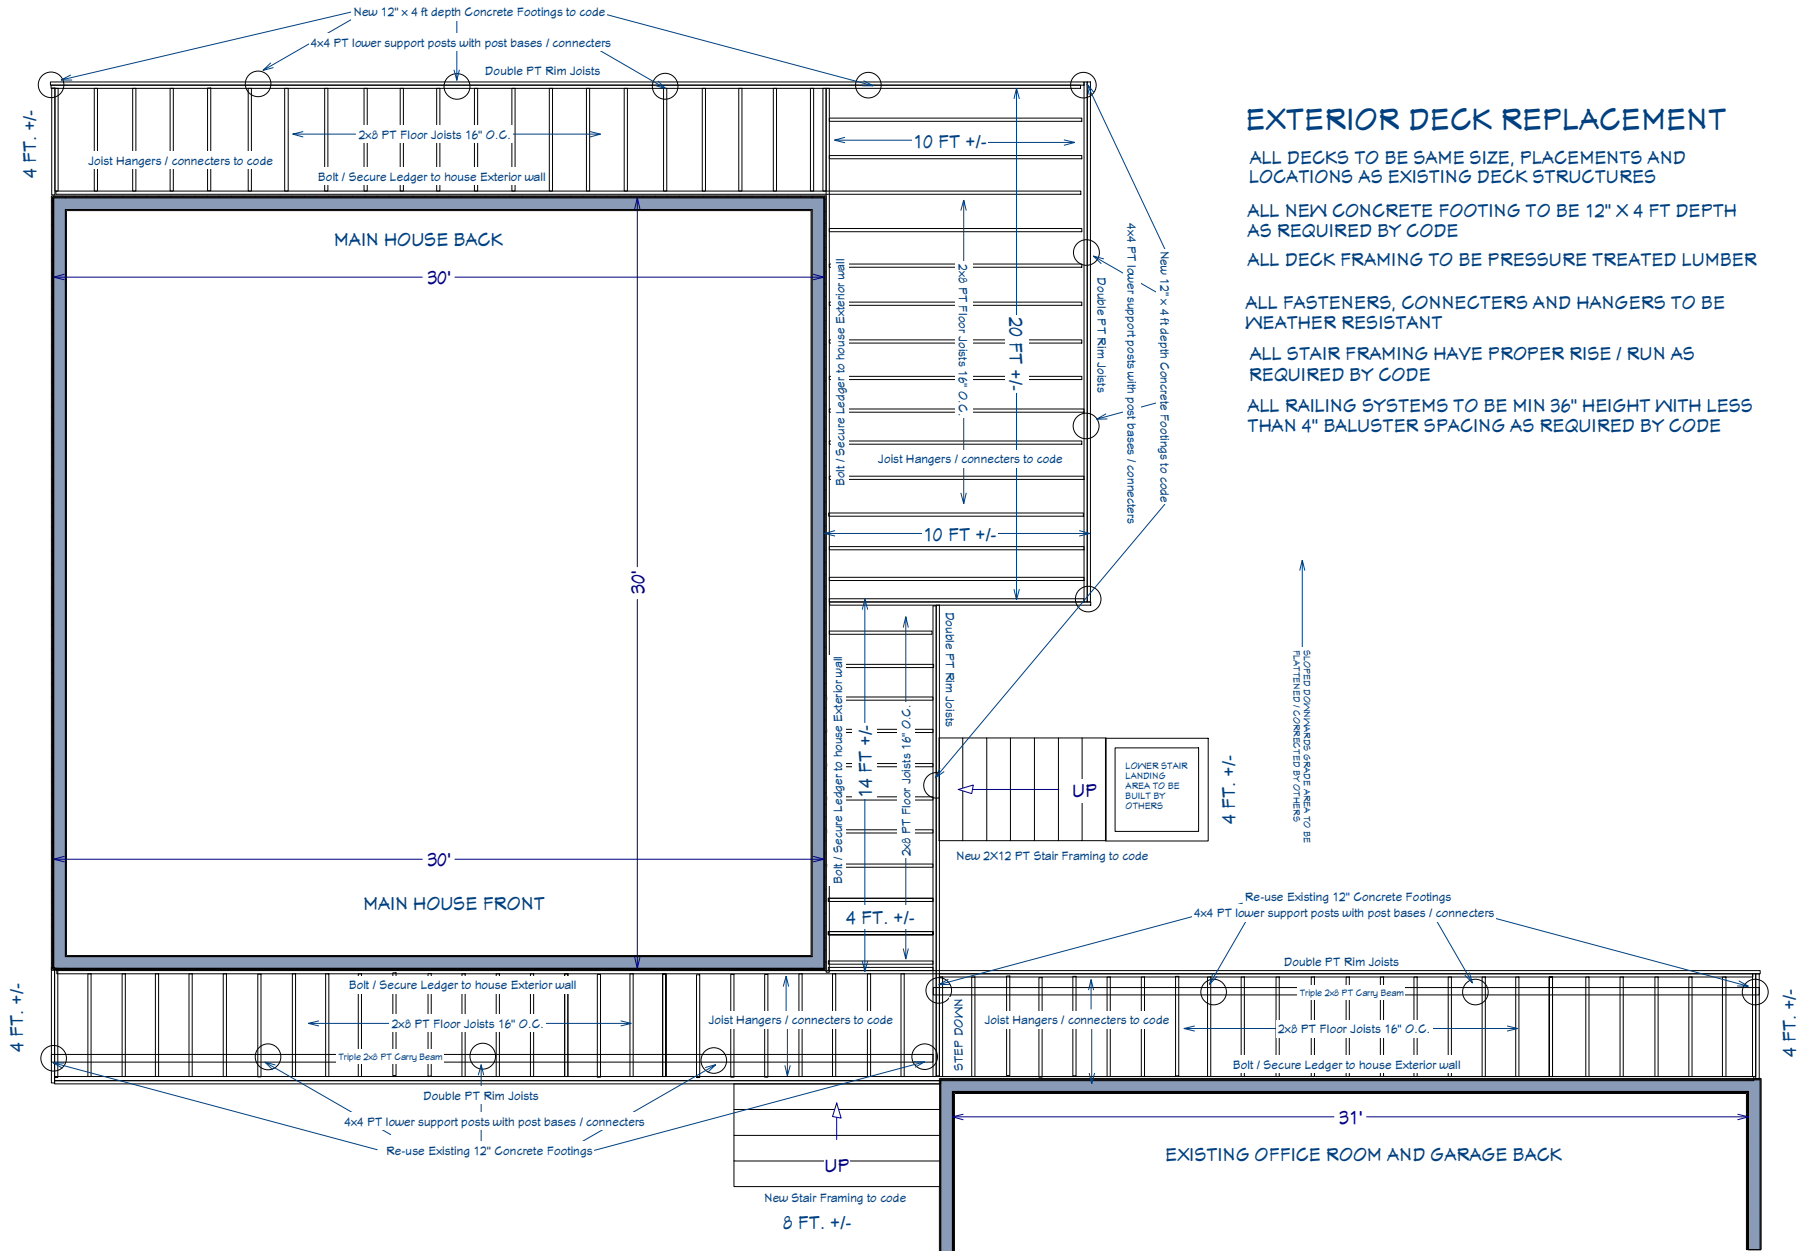 New 12" x 4 ft depth Concrete Footings to code
4x4 PT lower support posts with post bases / connecters
Double PT Rim Joists
4 FT. +/-
2x8 PT Floor Joists 16" O.C.
Joist Hangers / connecters to code
Bolt / Secure Ledger to house Exterior wall
10 FT +/-
EXTERIOR DECK REPLACEMENT
ALL DECKS TO BE SAME SIZE, PLACEMENTS AND
LOCATIONS AS EXISTING DECK STRUCTURES
ALL NEW CONCRETE FOOTING TO BE 12" X 4 FT DEPTH
AS REQUIRED BY CODE
ALL DECK FRAMING TO BE PRESSURE TREATED LUMBER
ALL FASTENERS, CONNECTERS AND HANGERS TO BE
WEATHER RESISTANT
ALL STAIR FRAMING HAVE PROPER RISE / RUN AS
REQUIRED BY CODE
ALL RAILING SYSTEMS TO BE MIN 36" HEIGHT WITH LESS
THAN 4" BALUSTER SPACING AS REQUIRED BY CODE
MAIN HOUSE BACK
30'
30'
Bolt / Secure Ledger to house Exterior wall
2x8 PT Floor Joists 16" O.C.
20 FT +/-
Double PT Rim Joists
4x4 PT lower support posts with post bases / connecters
New 12" x 4 ft depth Concrete Footings to code
Joist Hangers / connecters to code
10 FT +/-
Double PT Rim Joists
Bolt / Secure Ledger to house Exterior wall
14 FT +/-
2x8 PT Floor Joists 16" O.C.
UP
LOWER STAIR
LANDING
AREA TO BE
BUILT BY
OTHERS
4 FT. +/-
SLOPED DOWNWARDS GRADE AREA TO BE
FLATTENED / CORRECTED BY OTHERS
New 2X12 PT Stair Framing to code
30'
MAIN HOUSE FRONT
4 FT. +/-
Re-use Existing 12" Concrete Footings
4x4 PT lower support posts with post bases / connecters
Double PT Rim Joists
4 FT. +/-
Bolt / Secure Ledger to house Exterior wall
2x8 PT Floor Joists 16" O.C.
Joist Hangers / connecters to code
Triple 2x8 PT Carry Beam
STEP DOWN
Triple 2x8 PT Carry Beam
Joist Hangers / connecters to code
2x8 PT Floor Joists 16" O.C.
Bolt / Secure Ledger to house Exterior wall
4 FT. +/-
Double PT Rim Joists
4x4 PT lower support posts with post bases / connecters
Re-use Existing 12" Concrete Footings
UP
New Stair Framing to code
8 FT. +/-
31'
EXISTING OFFICE ROOM AND GARAGE BACK